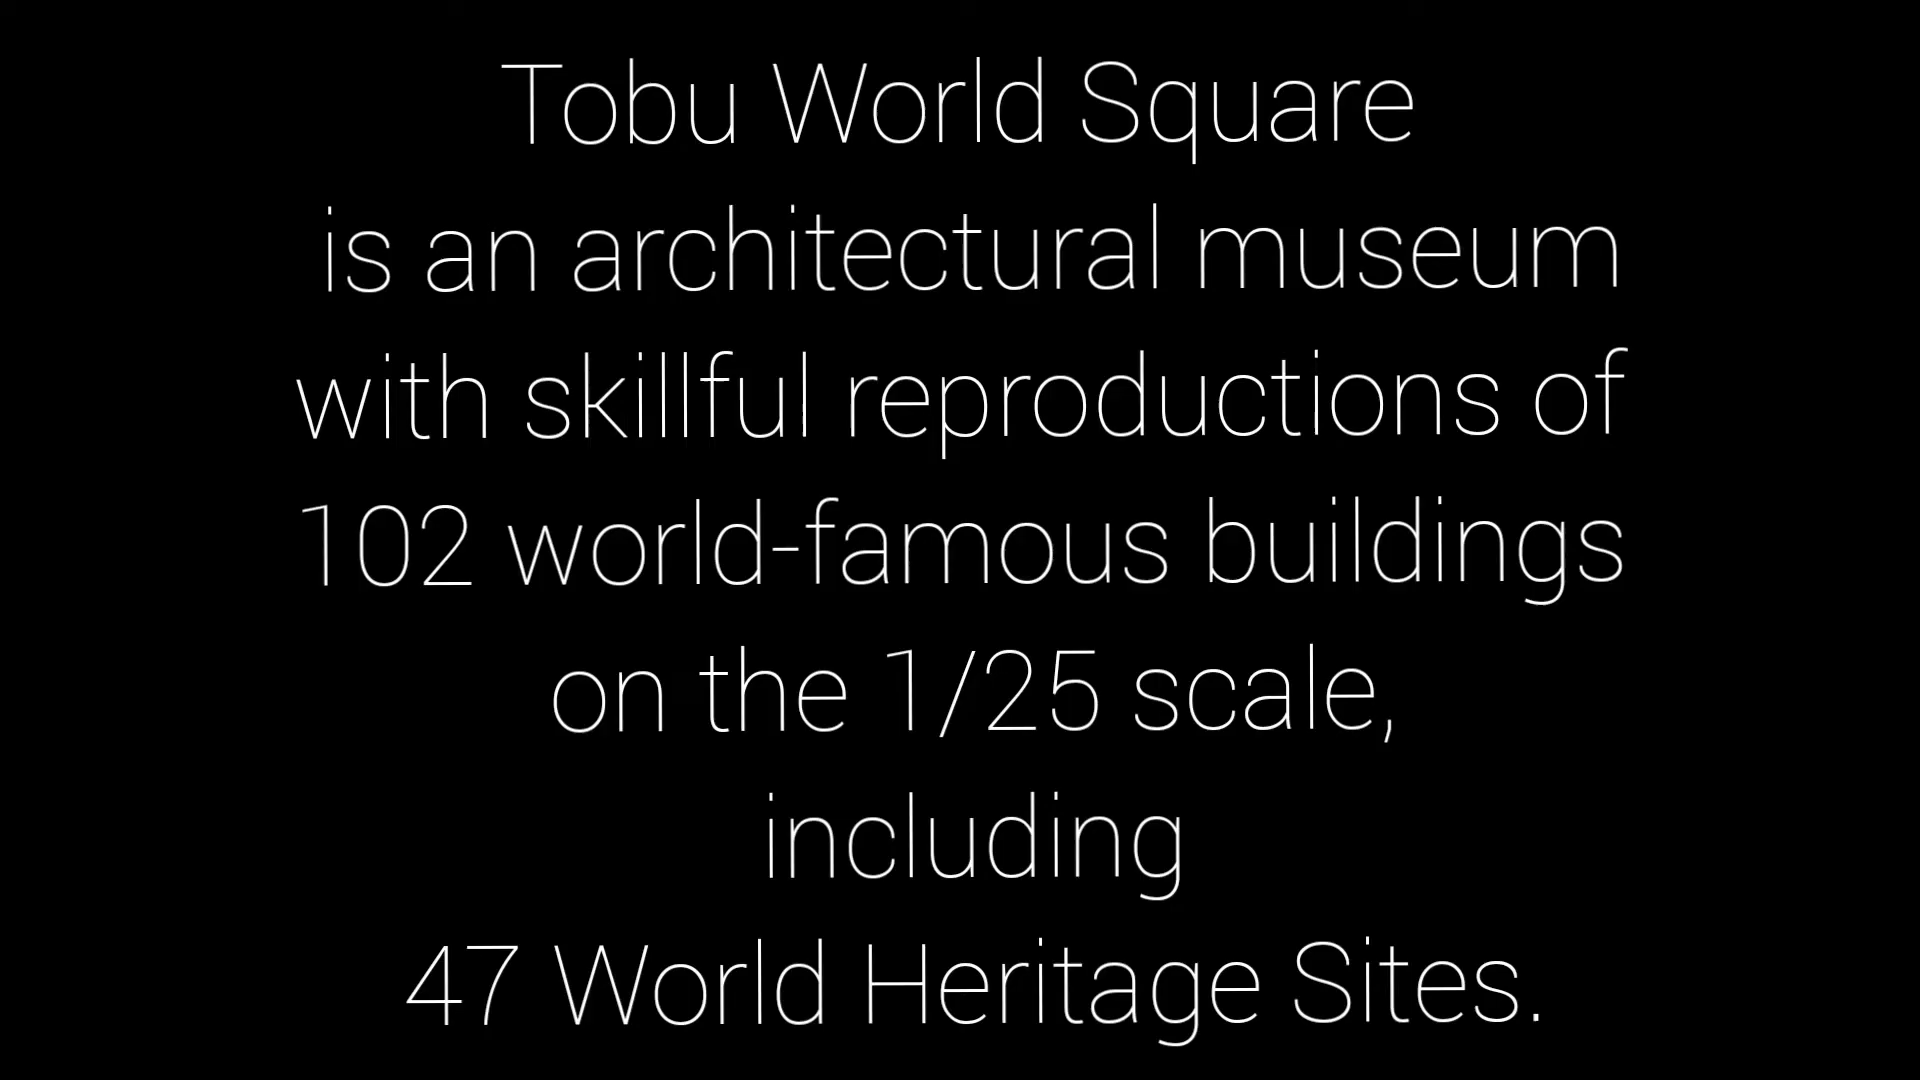 Tobu World Square
is an architectural museum
with skillful reproductions of
102 world-famous buildings
on the 1/25 scale,
including
47 World Heritage Sites.